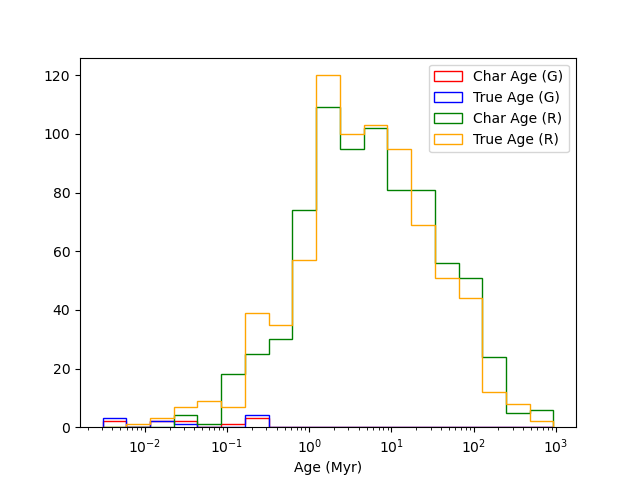 120
100
80
60
40
20
0
10⁻²
10⁻¹
10⁰
10¹
10²
10³
Age (Myr)
Char Age (G)
True Age (G)
Char Age (R)
True Age (R)